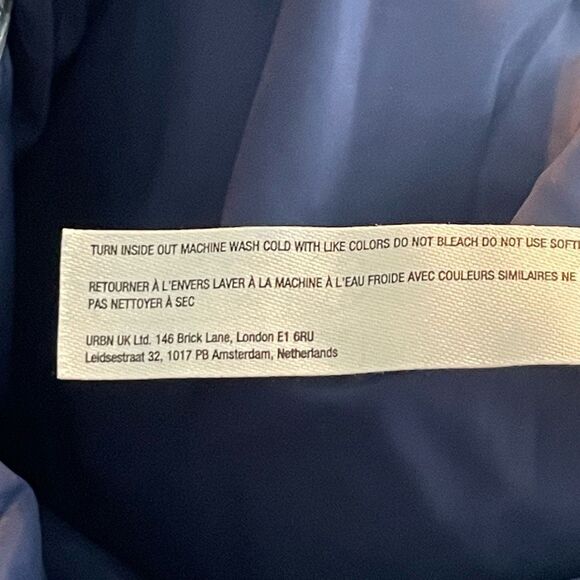 TURN INSIDE OUT MACHINE WASH COLD WITH LIKE COLORS DO NOT BLEACH DO NOT USE
RETOURNER À L'ENVERS LAVER À LA MACHINE À L'EAU FROIDE AVEC COULEURS SIMILAIRES NE
PAS NETTOYER À SEC
URBN UK Ltd. 146 Brick Lane, London E1 6RU
Leidsestraat 32, 1017 PB Amsterdam, Netherlands